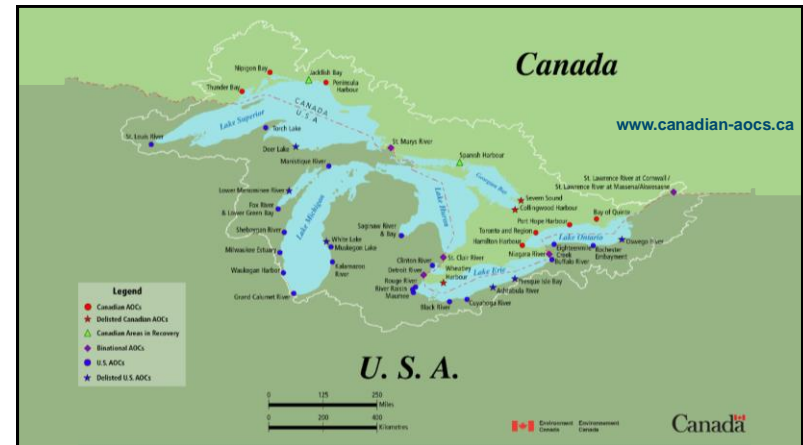 Canada
www.canadian-aocs.ca
Nipigon Bay
Jackfish Bay
Peninsula
Harbour
Thunder Bay
CANADA
U S A
Lake Superior
St. Louis River
Torch Lake
Deer Lake
St. Marys River
Spanish Harbour
Manistique River
Georgian Bay
St. Lawrence River at Cornwall /
St. Lawrence River at Massena/Akwesasne
Lower Menominee River
Severn Sound
Collingwood Harbour
Fox River
& Lower Green Bay
Lake Michigan
Lake Huron
Port Hope Harbour
Bay of Quinte
Sheboygan River
Saginaw River
& Bay
Toronto and Region
Lake Ontario
White Lake
Muskegon Lake
Hamilton Harbour
Oswego River
Milwaukee Estuary
Niagara River
Eighteenmile
Creek
Rochester
Embayment
Buffalo River
Clinton River
St. Clair River
Waukegan Harbor
Kalamazoo
River
Detroit River
Wheatley
Harbour
Lake Erie
Rouge River
Presque Isle Bay
Grand Calumet River
River Raisin
Maumee
Ashtabula River
Black River
Cuyahoga River
Legend
Canadian AOCs
Delisted Canadian AOCs
Canadian Areas in Recovery
Binational AOCs
U.S. AOCs
Delisted U.S. AOCs
U. S. A.
0 125 250
Miles
0 200 400
Kilometres
Environment Environnement
Canada Canada
Canada